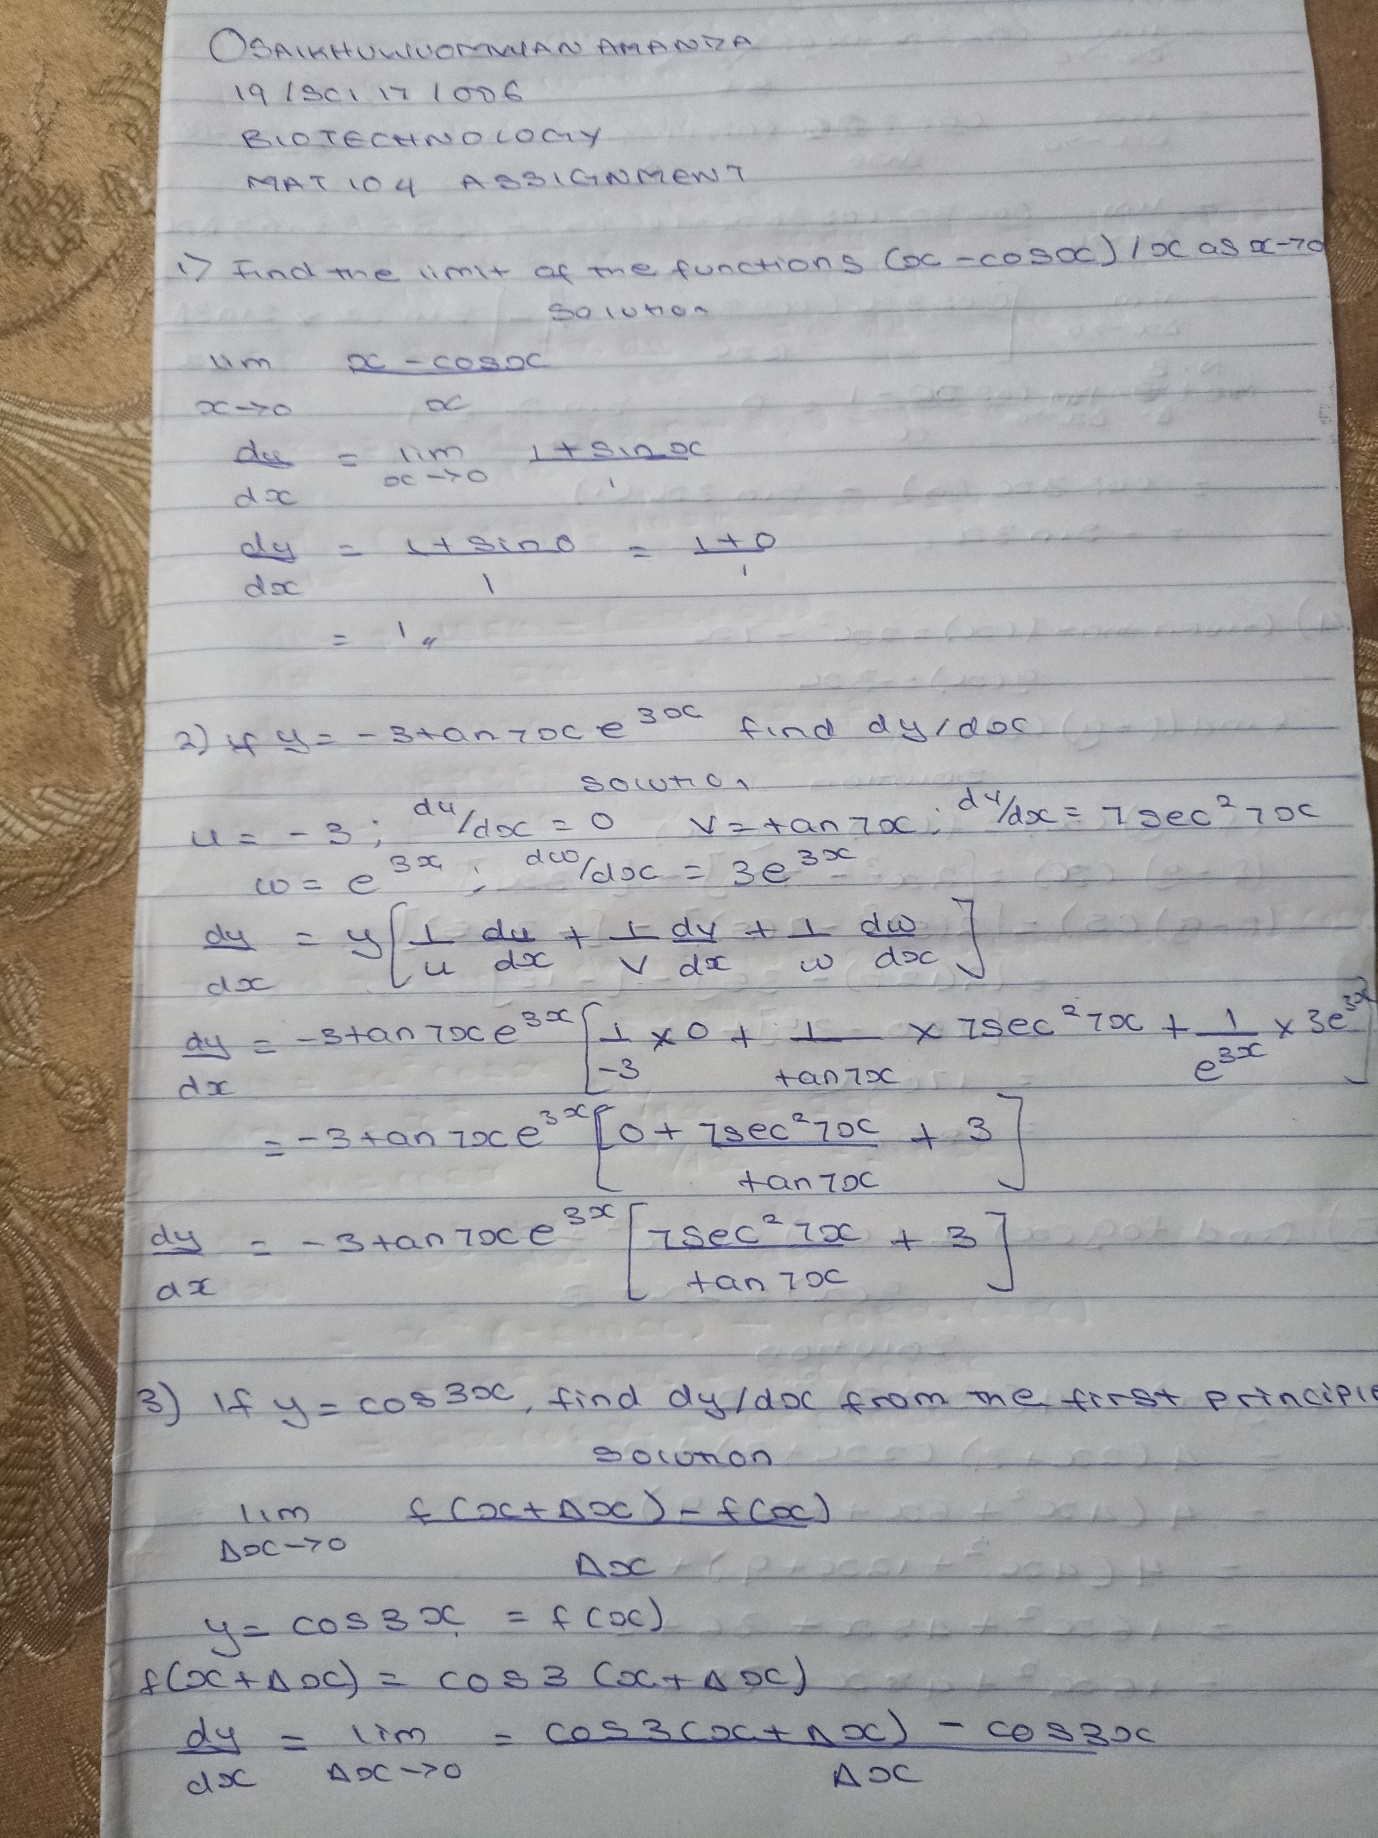 OSAIKHUWUOMWAN AMANDA
19/SCI17/006
BIOTECHNOLOGY
MAT 104 ASSIGNMENT
1) Find the limit of the functions (x - cosx)/x as x→0
Solution
lim x - cosx
x→0 x
dy = lim 1 + sinx
dx x→0 1
dy = 1 + sin0 = 1 + 0
dx 1 1
= 1
2) If y = -3tan7x e^3x find dy/dx
Solution
u = -3; du/dx = 0 v = tan7x; dv/dx = 7sec²7x
w = e^3x; dw/dx = 3e^3x
dy = y[1 du + 1 dv + 1 dw]
dx u dx v dx w dx
dy = -3tan7x e^3x [1 × 0 + 1 × 7sec²7x + 1 × 3e^3x]
dx -3 tan7x e^3x
= -3tan7x e^3x [0 + 7sec²7x + 3]
tan7x
dy = -3tan7x e^3x [7sec²7x + 3]
dx tan7x
3) If y = cos3x, find dy/dx from the first principle
Solution
lim f(x+Δx) - f(x)
Δx→0 Δx
y = cos3x = f(x)
f(x+Δx) = cos3(x+Δx)
dy = lim = cos3(x+Δx) - cos3x
dx Δx→0 Δx